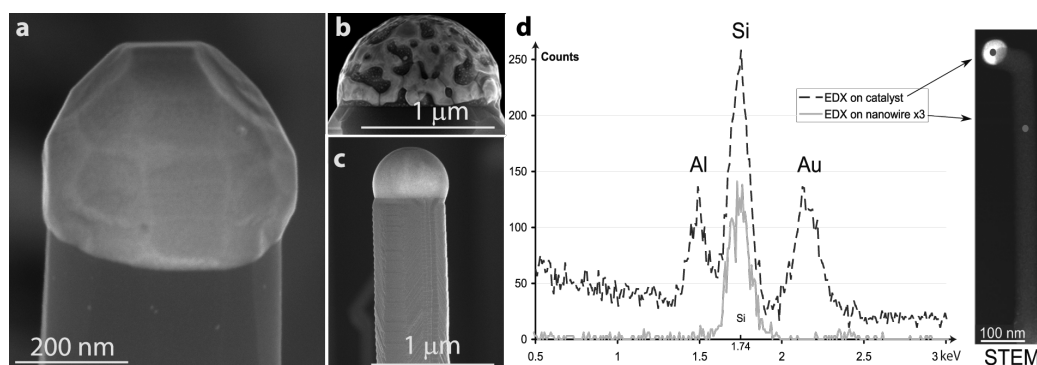 a
200 nm
b
1 μm
c
1 μm
d
Counts
250
200
150
100
50
0
0.5
1
1.5
1.74
2
2.5
3 keV
Al
Si
Au
Si
EDX on catalyst
EDX on nanowire x3
100 nm
STEM